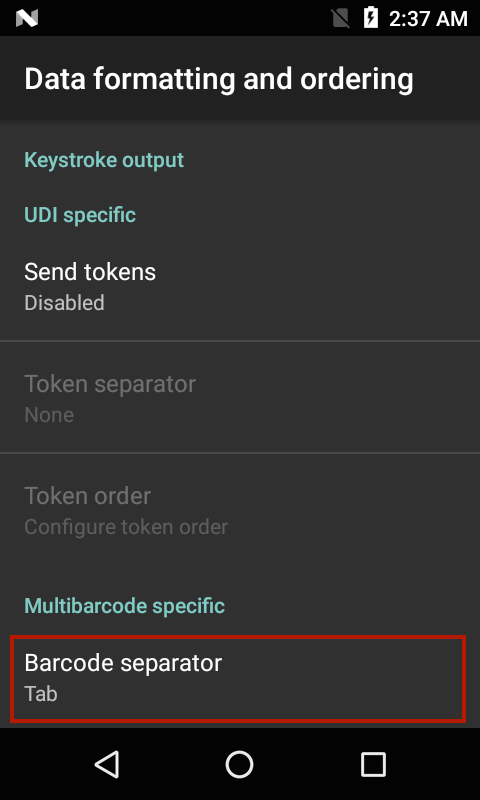 2:37 AM
Data formatting and ordering
Keystroke output
UDI specific
Send tokens
Disabled
Token separator
None
Token order
Configure token order
Multibarcode specific
Barcode separator
Tab